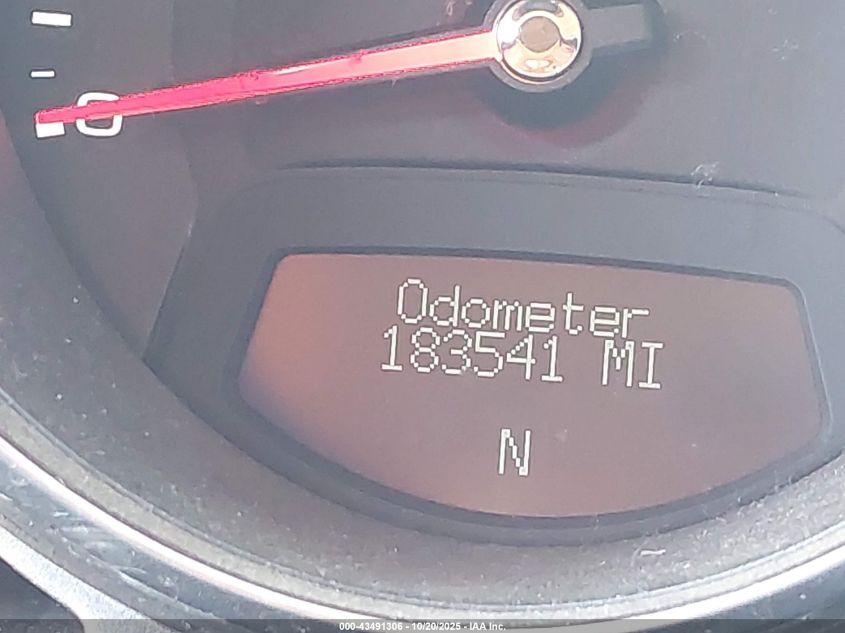 0
Odometer
183541 MI
N
000-43491306 - 10/20/2025 - IAA Inc.